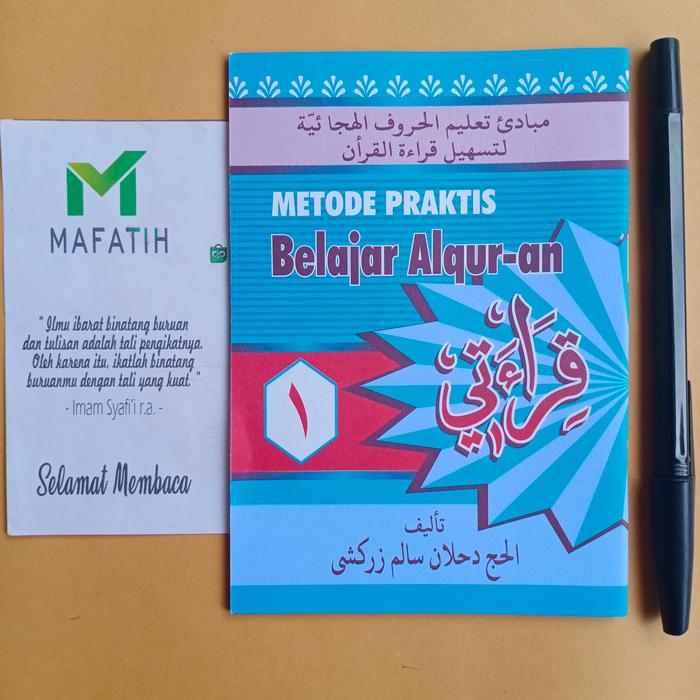 MAFATIH
" Ilmu ibarat binatang buruan
dan tulisan adalah tali pengikatnya.
Oleh karena itu, ikatlah binatang
buruanmu dengan tali yang kuat. "
- Imam Syafi'i r.a. -
Selamat Membaca
مبادئ تعليم الحروف الهجائيّة
لتسهيل قراءة القرأن
METODE PRAKTIS
Belajar Alqur-an
قِرَاءَتِي
١
تأليف
الحج دحلان سالم زركشى